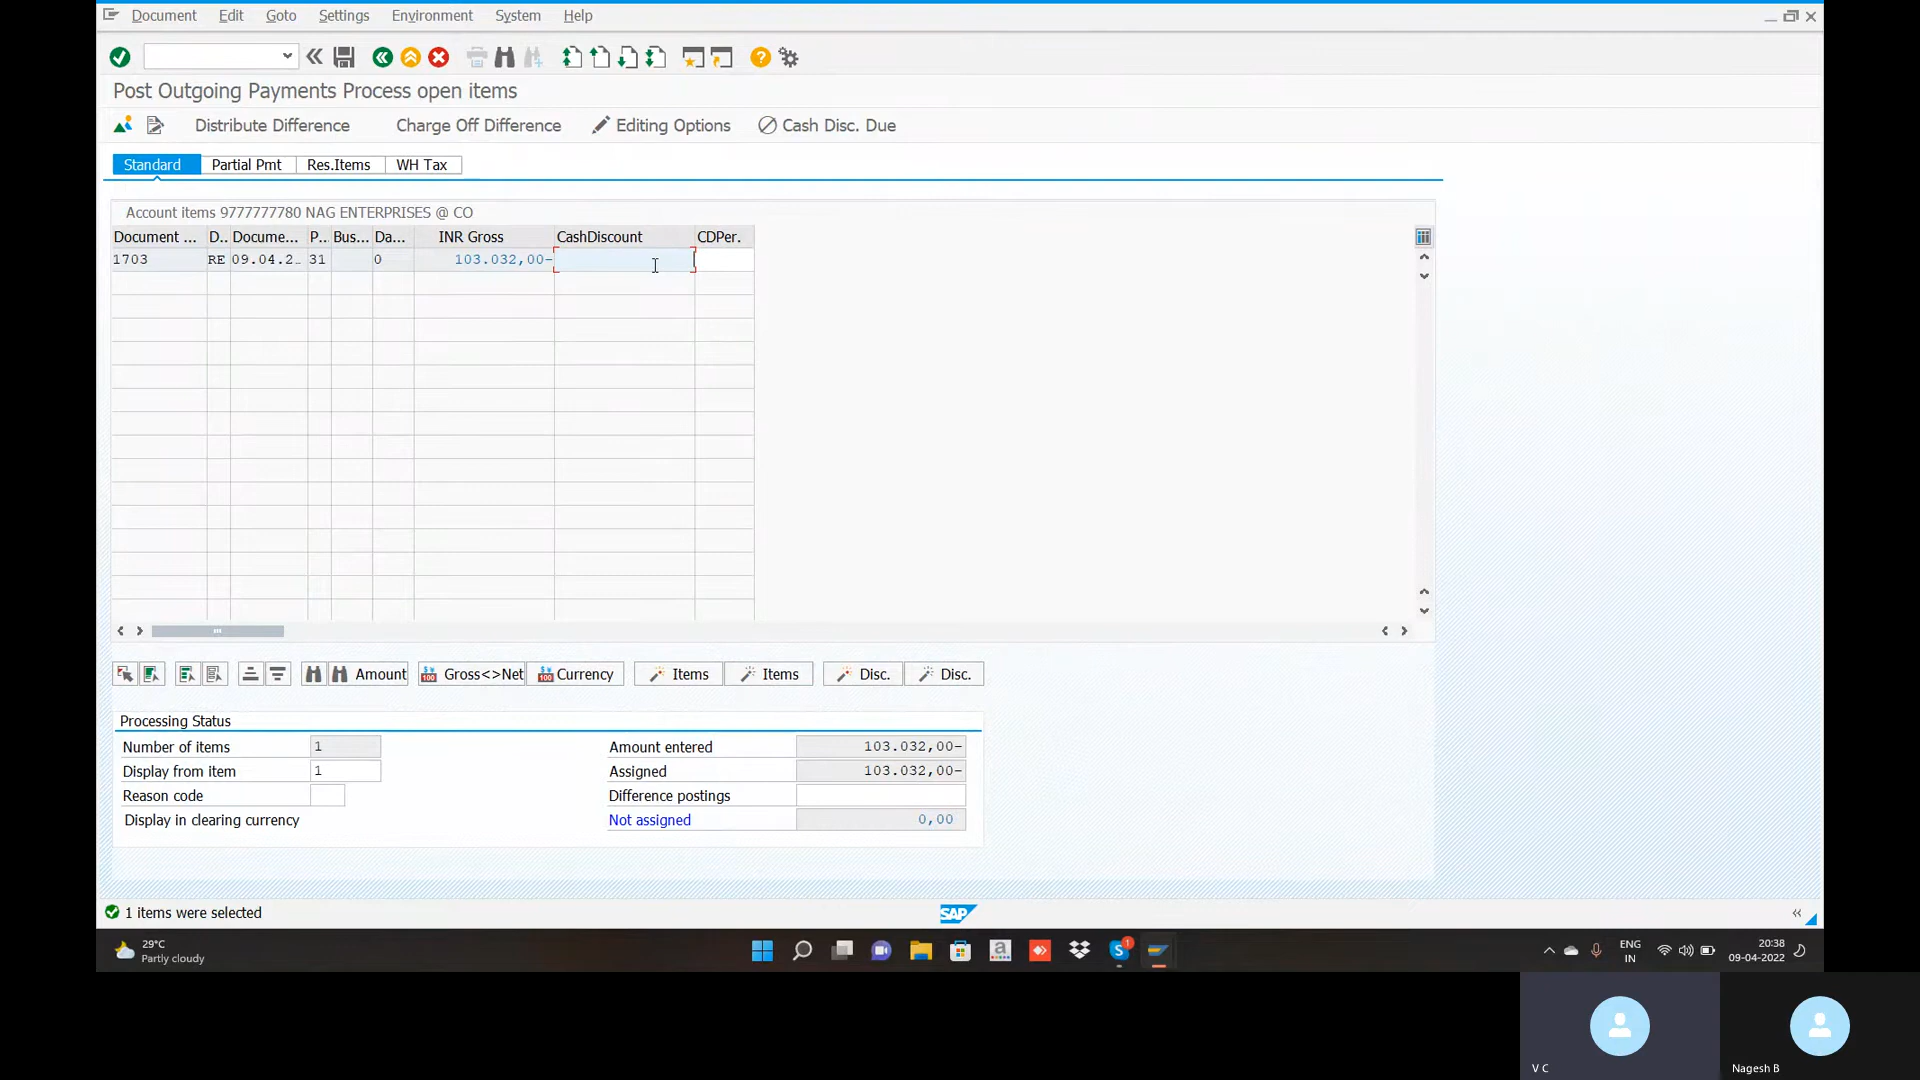 Document Edit Goto Settings Environment System Help
Post Outgoing Payments Process open items
Distribute Difference Charge Off Difference Editing Options Cash Disc. Due
Standard Partial Pmt Res.Items WH Tax
Account items 9777777780 NAG ENTERPRISES @ CO
Document ... D.. Docume... P.. Bus... Da... INR Gross CashDiscount CDPer.
1703 RE 09.04.2… 31 0 103.032,00-
Amount Gross<>Net Currency Items Items Disc. Disc.
Processing Status
Number of items 1 Amount entered 103.032,00-
Display from item 1 Assigned 103.032,00-
Reason code Difference postings
Display in clearing currency Not assigned 0,00
1 items were selected SAP
29°C
Partly cloudy
ENG
IN
20:38
09-04-2022
V C
Nagesh B